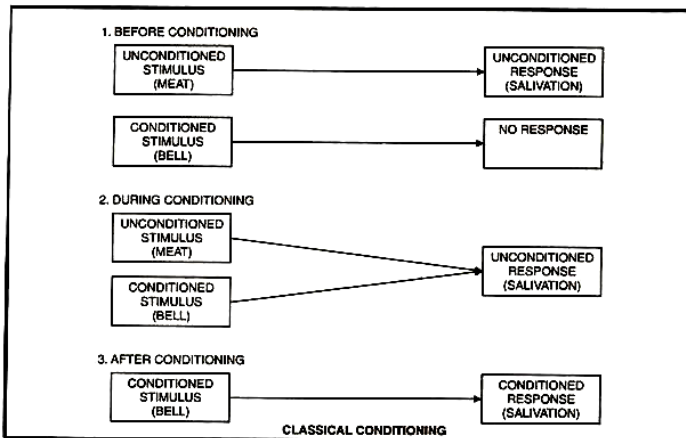 1. BEFORE CONDITIONING
UNCONDITIONED
STIMULUS
(MEAT)
UNCONDITIONED
RESPONSE
(SALIVATION)
CONDITIONED
STIMULUS
(BELL)
NO RESPONSE
2. DURING CONDITIONING
UNCONDITIONED
STIMULUS
(MEAT)
CONDITIONED
STIMULUS
(BELL)
UNCONDITIONED
RESPONSE
(SALIVATION)
3. AFTER CONDITIONING
CONDITIONED
STIMULUS
(BELL)
CONDITIONED
RESPONSE
(SALIVATION)
CLASSICAL CONDITIONING